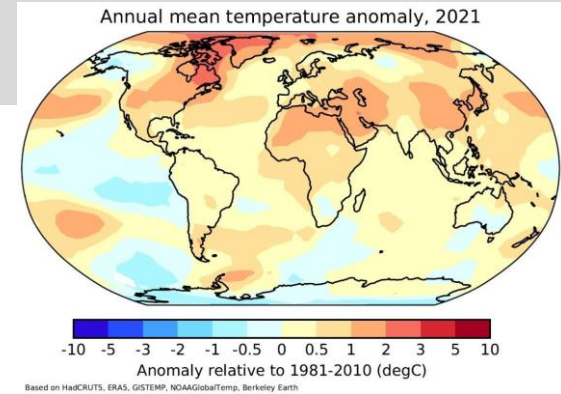 Annual mean temperature anomaly, 2021
-10 -5 -3 -2 -1 -0.5 0 0.5 1 2 3 5 10
Anomaly relative to 1981-2010 (degC)
Based on HadCRUT5, ERA5, GISTEMP, NOAAGlobalTemp, Berkeley Earth